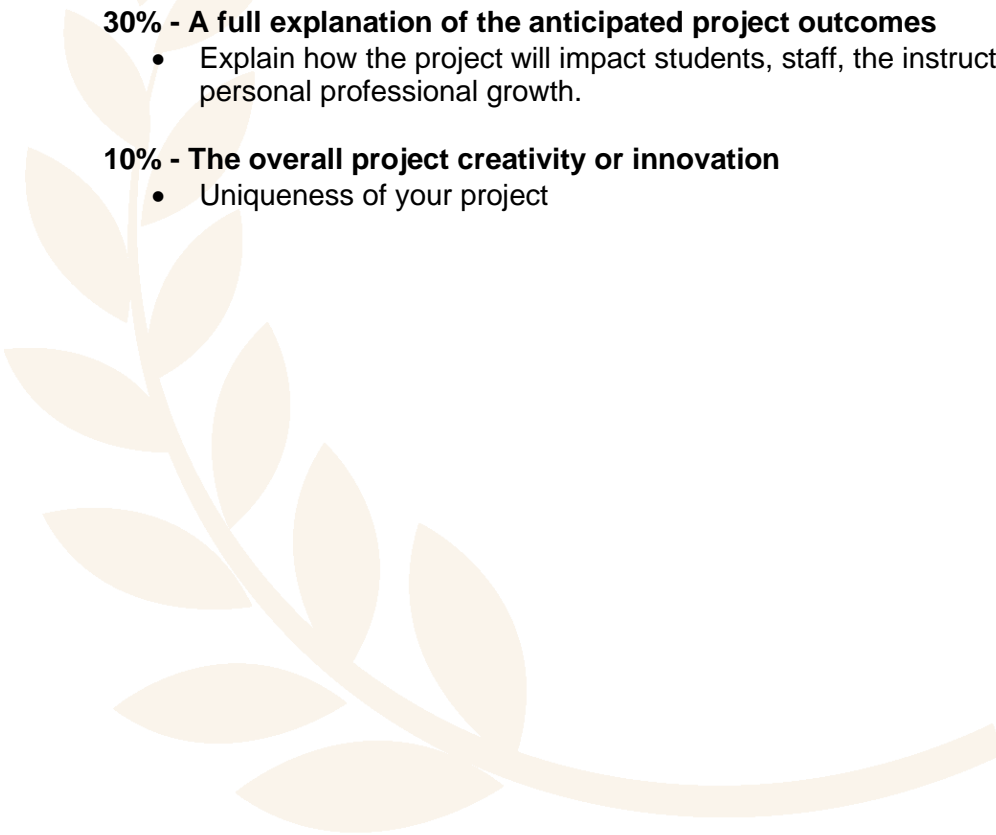 30% - A full explanation of the anticipated project outcomes
• Explain how the project will impact students, staff, the instruct
personal professional growth.
10% - The overall project creativity or innovation
• Uniqueness of your project